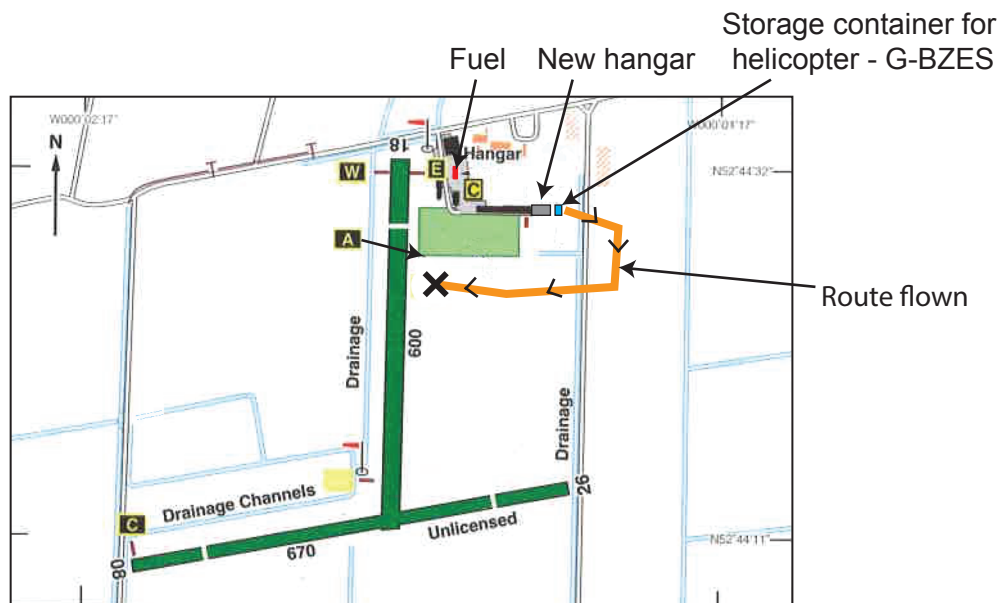 Storage container for
helicopter - G-BZES
Fuel
New hangar
W000°02'17"
W000°01'17"
N
18
Hangar
W
E
C
N52°44'32"
A
Route flown
600
Drainage
Drainage
Drainage Channels
26
C
Unlicensed
670
N52°44'11"
08